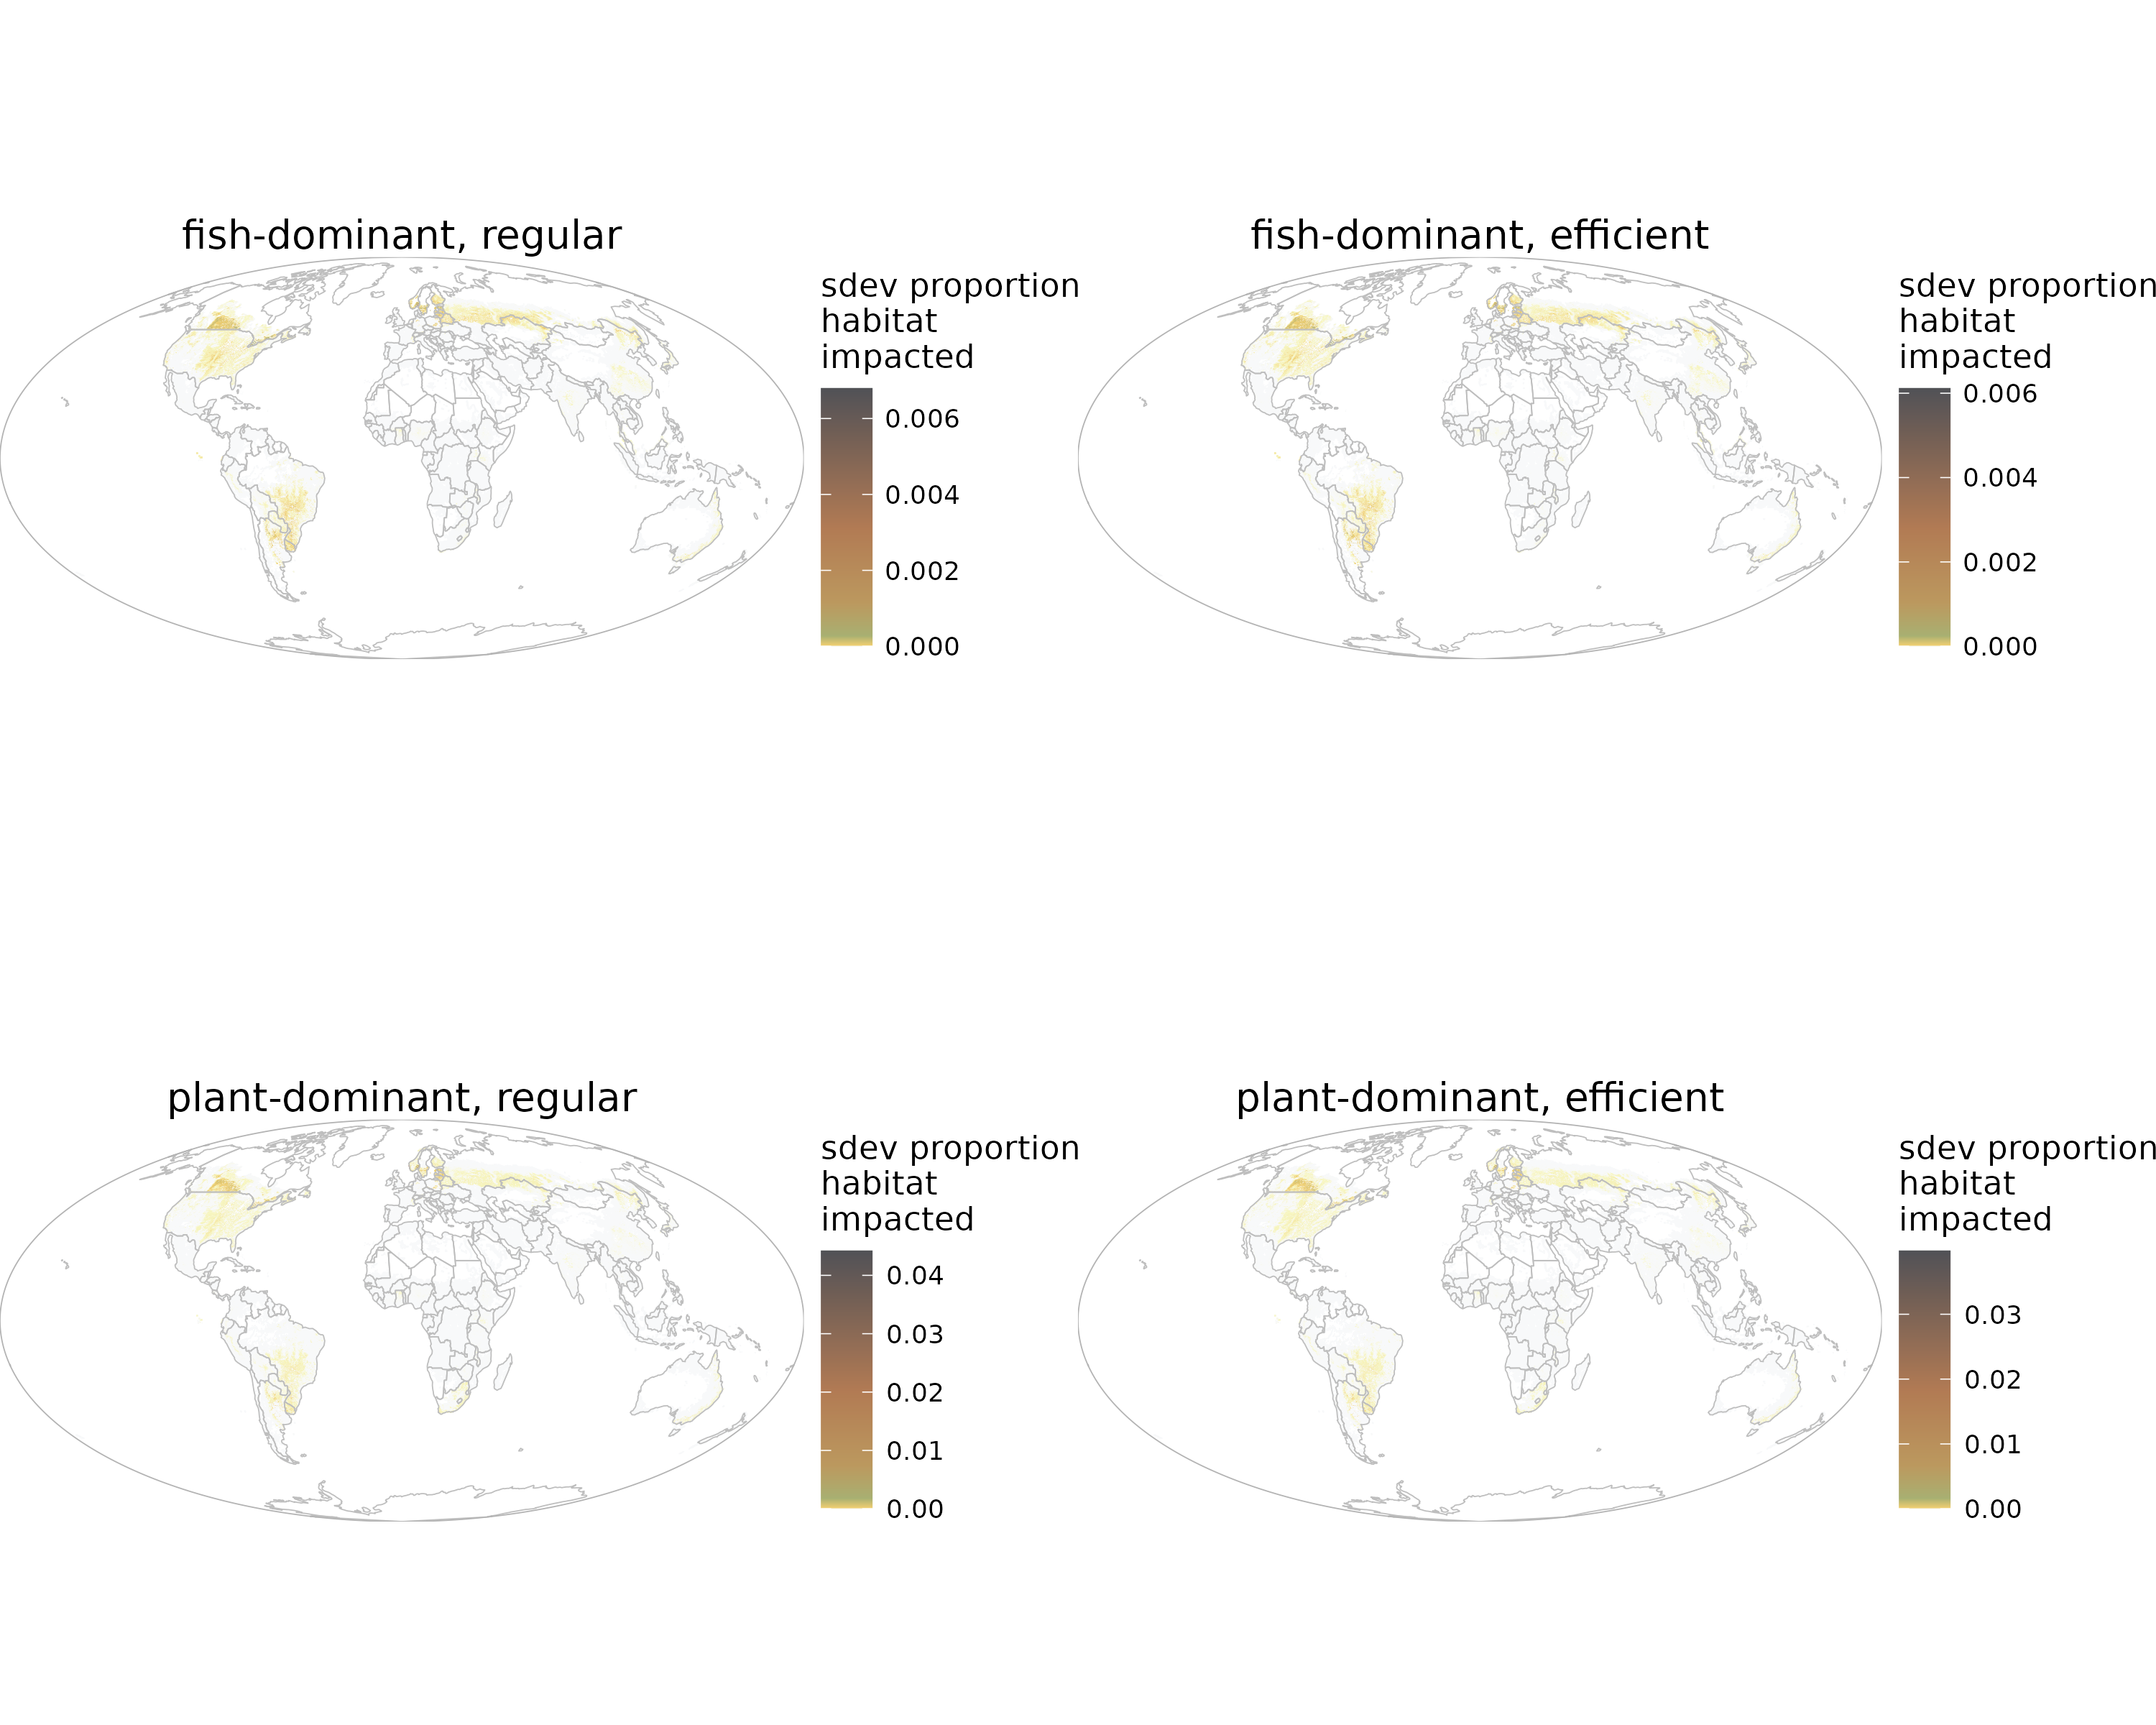 fish-dominant, regular
sdev proportion
habitat
impacted
0.006
0.004
0.002
0.000
fish-dominant, efficient
sdev proportion
habitat
impacted
0.006
0.004
0.002
0.000
plant-dominant, regular
sdev proportion
habitat
impacted
0.04
0.03
0.02
0.01
0.00
plant-dominant, efficient
sdev proportion
habitat
impacted
0.03
0.02
0.01
0.00